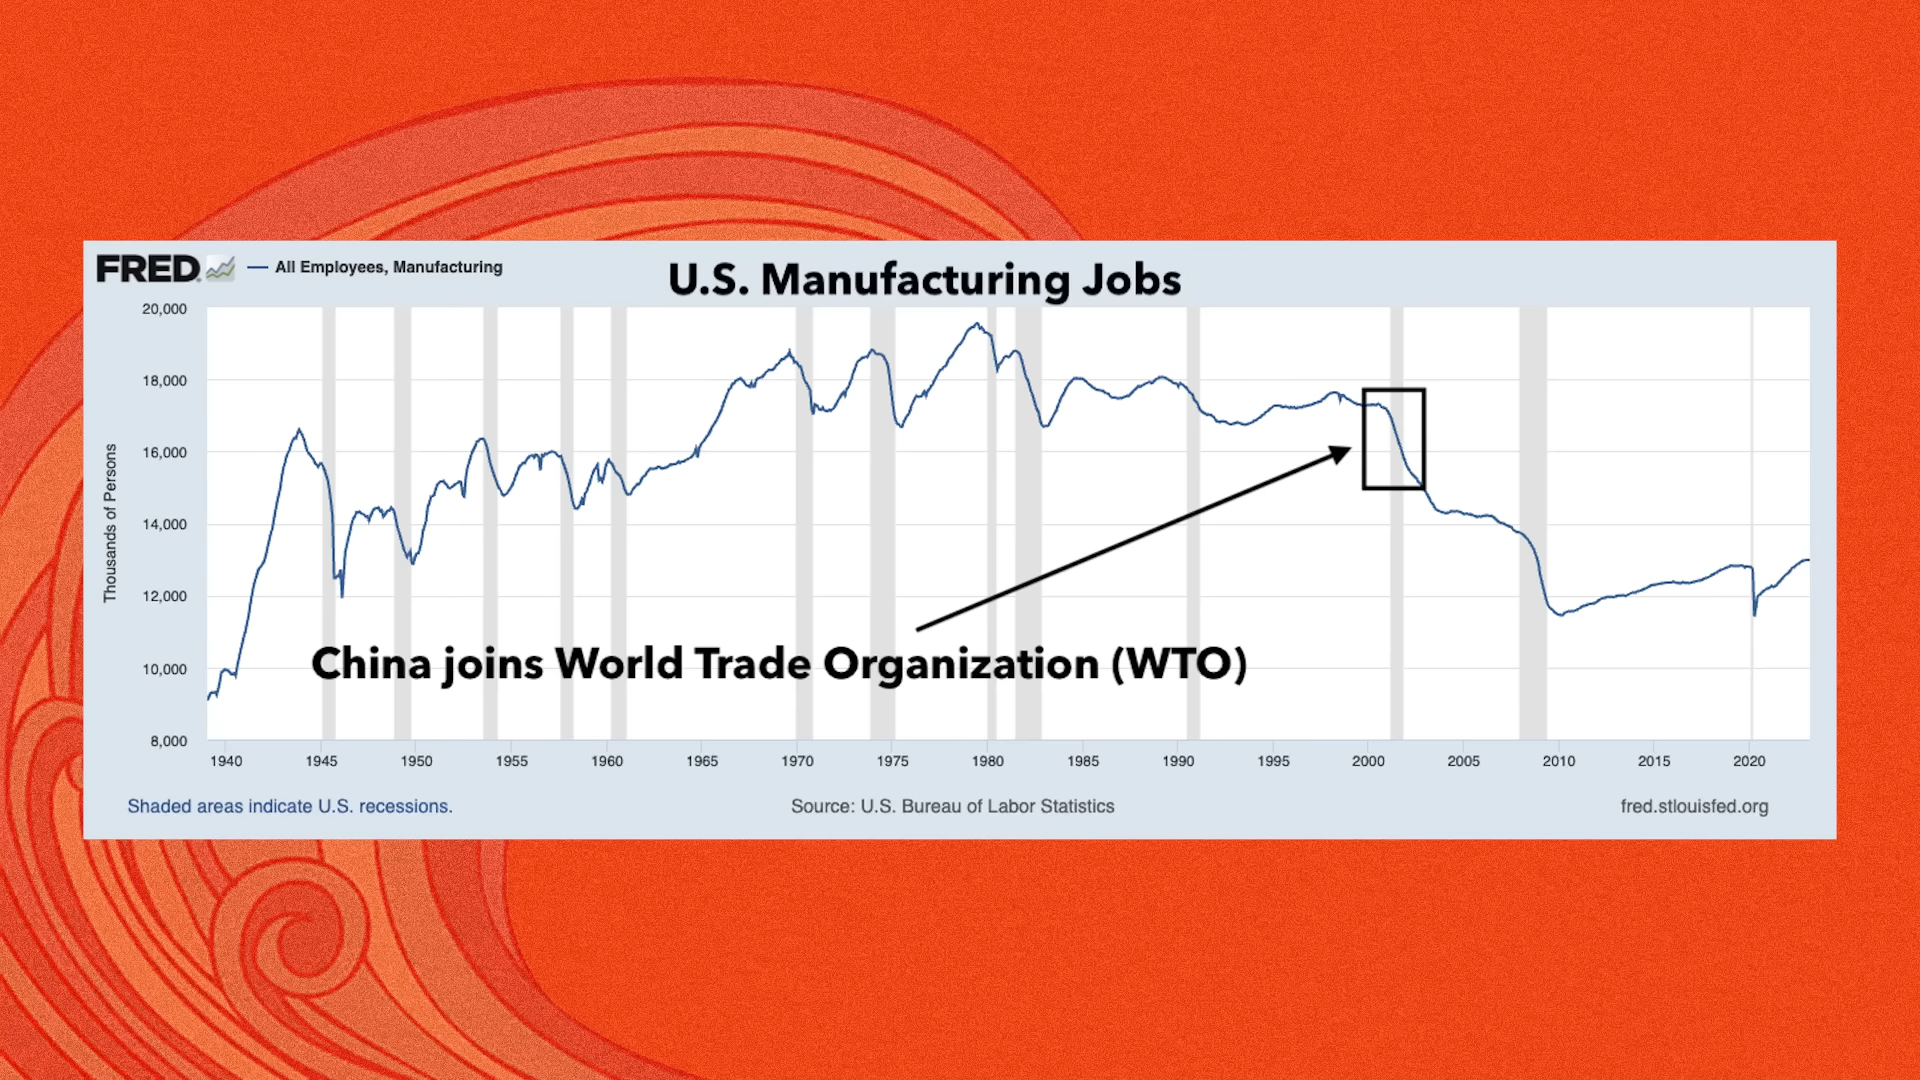 FRED
All Employees, Manufacturing
U.S. Manufacturing Jobs
20,000
18,000
16,000
14,000
12,000
10,000
8,000
Thousands of Persons
China joins World Trade Organization (WTO)
1940 1945 1950 1955 1960 1965 1970 1975 1980 1985 1990 1995 2000 2005 2010 2015 2020
Shaded areas indicate U.S. recessions.
Source: U.S. Bureau of Labor Statistics
fred.stlouisfed.org